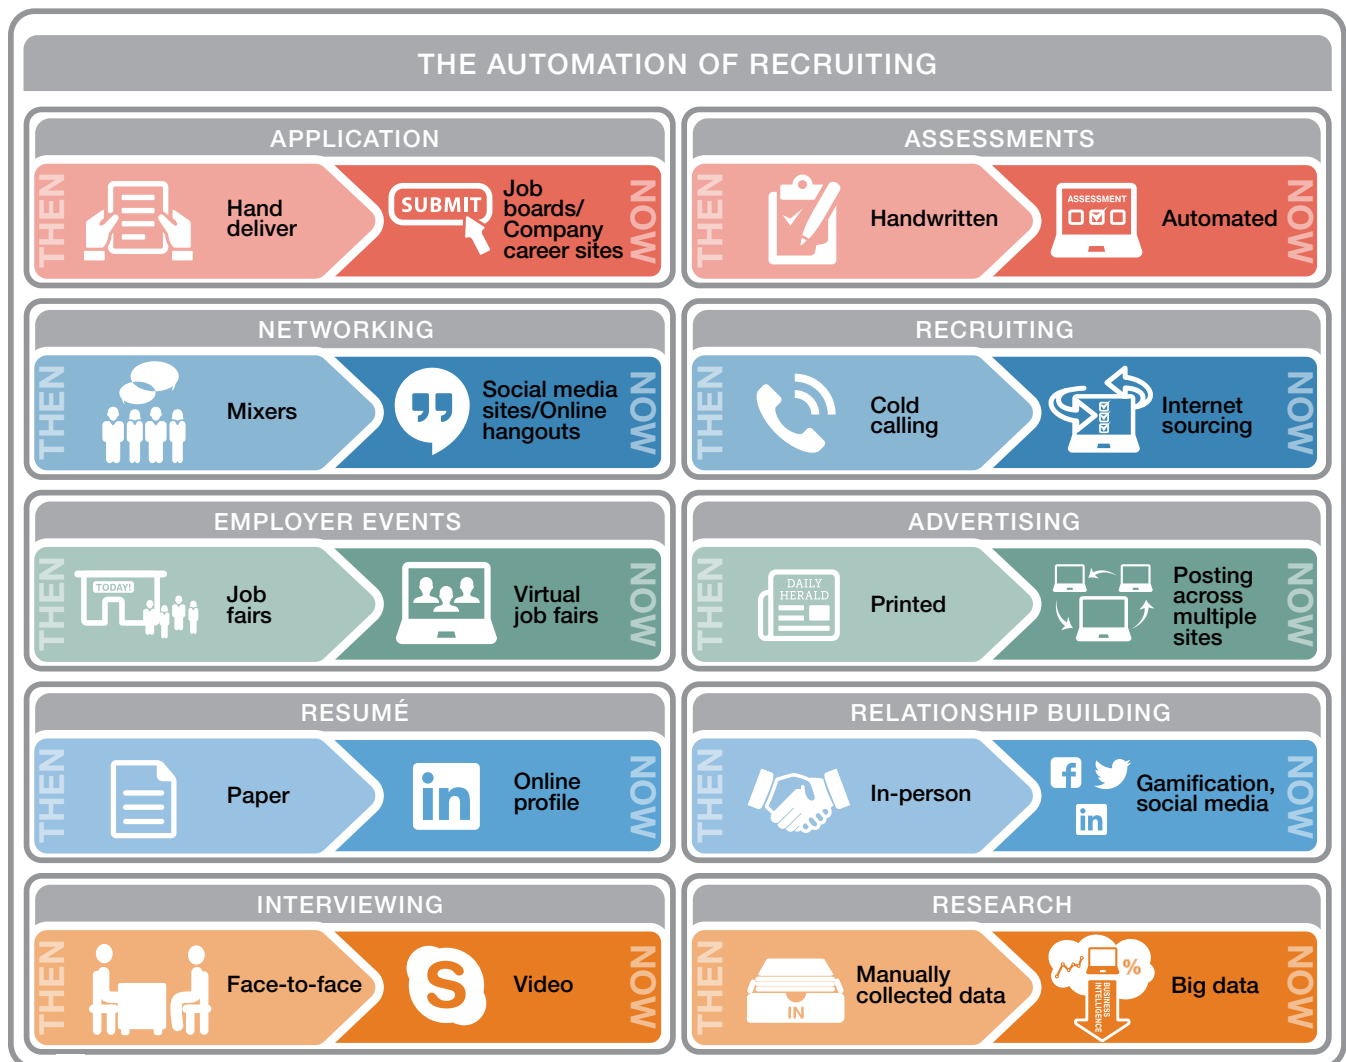 THE AUTOMATION OF RECRUITING
APPLICATION
THEN
Hand
deliver
SUBMIT
Job
boards/
Company
career sites
NOW
ASSESSMENTS
THEN
Handwritten
ASSESSMENT
Automated
NOW
NETWORKING
THEN
Mixers
Social media
sites/Online
hangouts
NOW
RECRUITING
THEN
Cold
calling
Internet
sourcing
NOW
EMPLOYER EVENTS
THEN
TODAY!
Job
fairs
Virtual
job fairs
NOW
ADVERTISING
THEN
DAILY
HERALD
Printed
Posting
across
multiple
sites
NOW
RESUMÉ
THEN
Paper
in
Online
profile
NOW
RELATIONSHIP BUILDING
THEN
In-person
f
in
Gamification,
social media
NOW
INTERVIEWING
THEN
Face-to-face
S
Video
NOW
RESEARCH
THEN
IN
Manually
collected data
%
BUSINESS
INTELLIGENCE
Big data
NOW